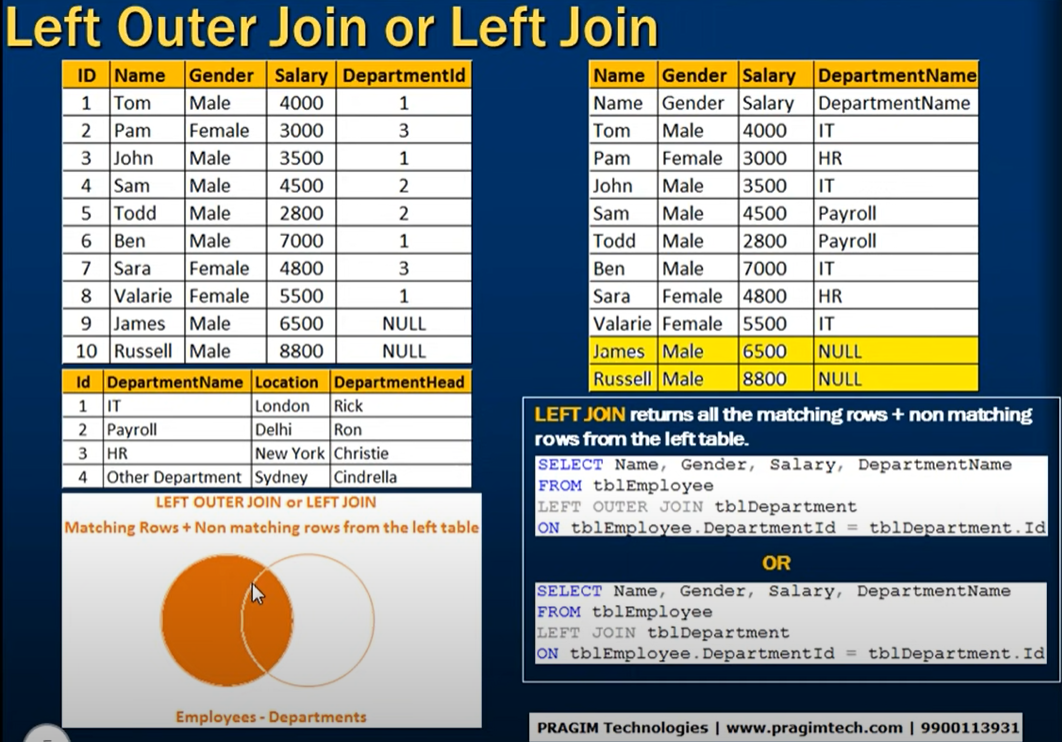 Left Outer Join or Left Join
ID Name Gender Salary DepartmentId
1 Tom Male 4000 1
2 Pam Female 3000 3
3 John Male 3500 1
4 Sam Male 4500 2
5 Todd Male 2800 2
6 Ben Male 7000 1
7 Sara Female 4800 3
8 Valarie Female 5500 1
9 James Male 6500 NULL
10 Russell Male 8800 NULL
Id DepartmentName Location DepartmentHead
1 IT London Rick
2 Payroll Delhi Ron
3 HR New York Christie
4 Other Department Sydney Cindrella
LEFT OUTER JOIN or LEFT JOIN
Matching Rows + Non matching rows from the left table
Employees - Departments
Name Gender Salary DepartmentName
Name Gender Salary DepartmentName
Tom Male 4000 IT
Pam Female 3000 HR
John Male 3500 IT
Sam Male 4500 Payroll
Todd Male 2800 Payroll
Ben Male 7000 IT
Sara Female 4800 HR
Valarie Female 5500 IT
James Male 6500 NULL
Russell Male 8800 NULL
LEFT JOIN returns all the matching rows + non matching
rows from the left table.
SELECT Name, Gender, Salary, DepartmentName
FROM tblEmployee
LEFT OUTER JOIN tblDepartment
ON tblEmployee.DepartmentId = tblDepartment.Id
OR
SELECT Name, Gender, Salary, DepartmentName
FROM tblEmployee
LEFT JOIN tblDepartment
ON tblEmployee.DepartmentId = tblDepartment.Id
PRAGIM Technologies | www.pragimtech.com | 9900113931